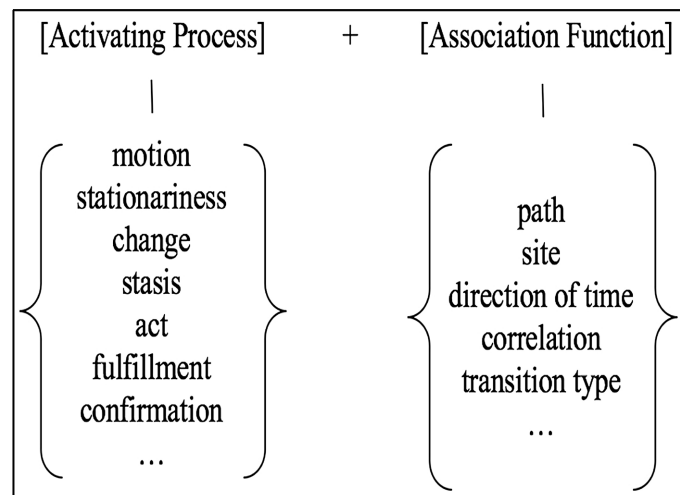 [Activating Process] + [Association Function]
motion
stationariness
change
stasis
act
fulfillment
confirmation
…
path
site
direction of time
correlation
transition type
…